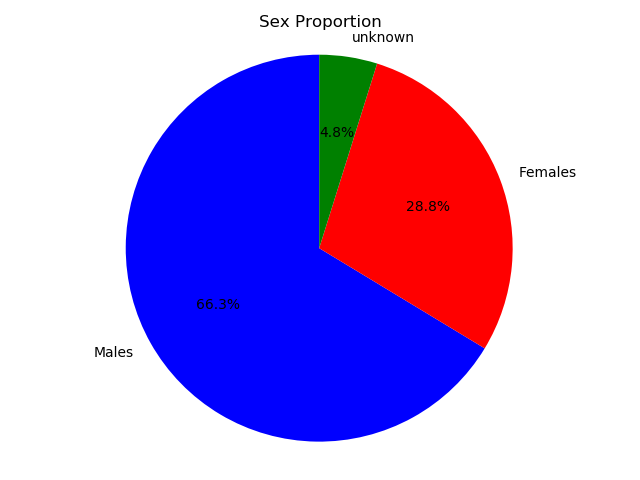 Sex Proportion
unknown
4.8%
Females
28.8%
66.3%
Males